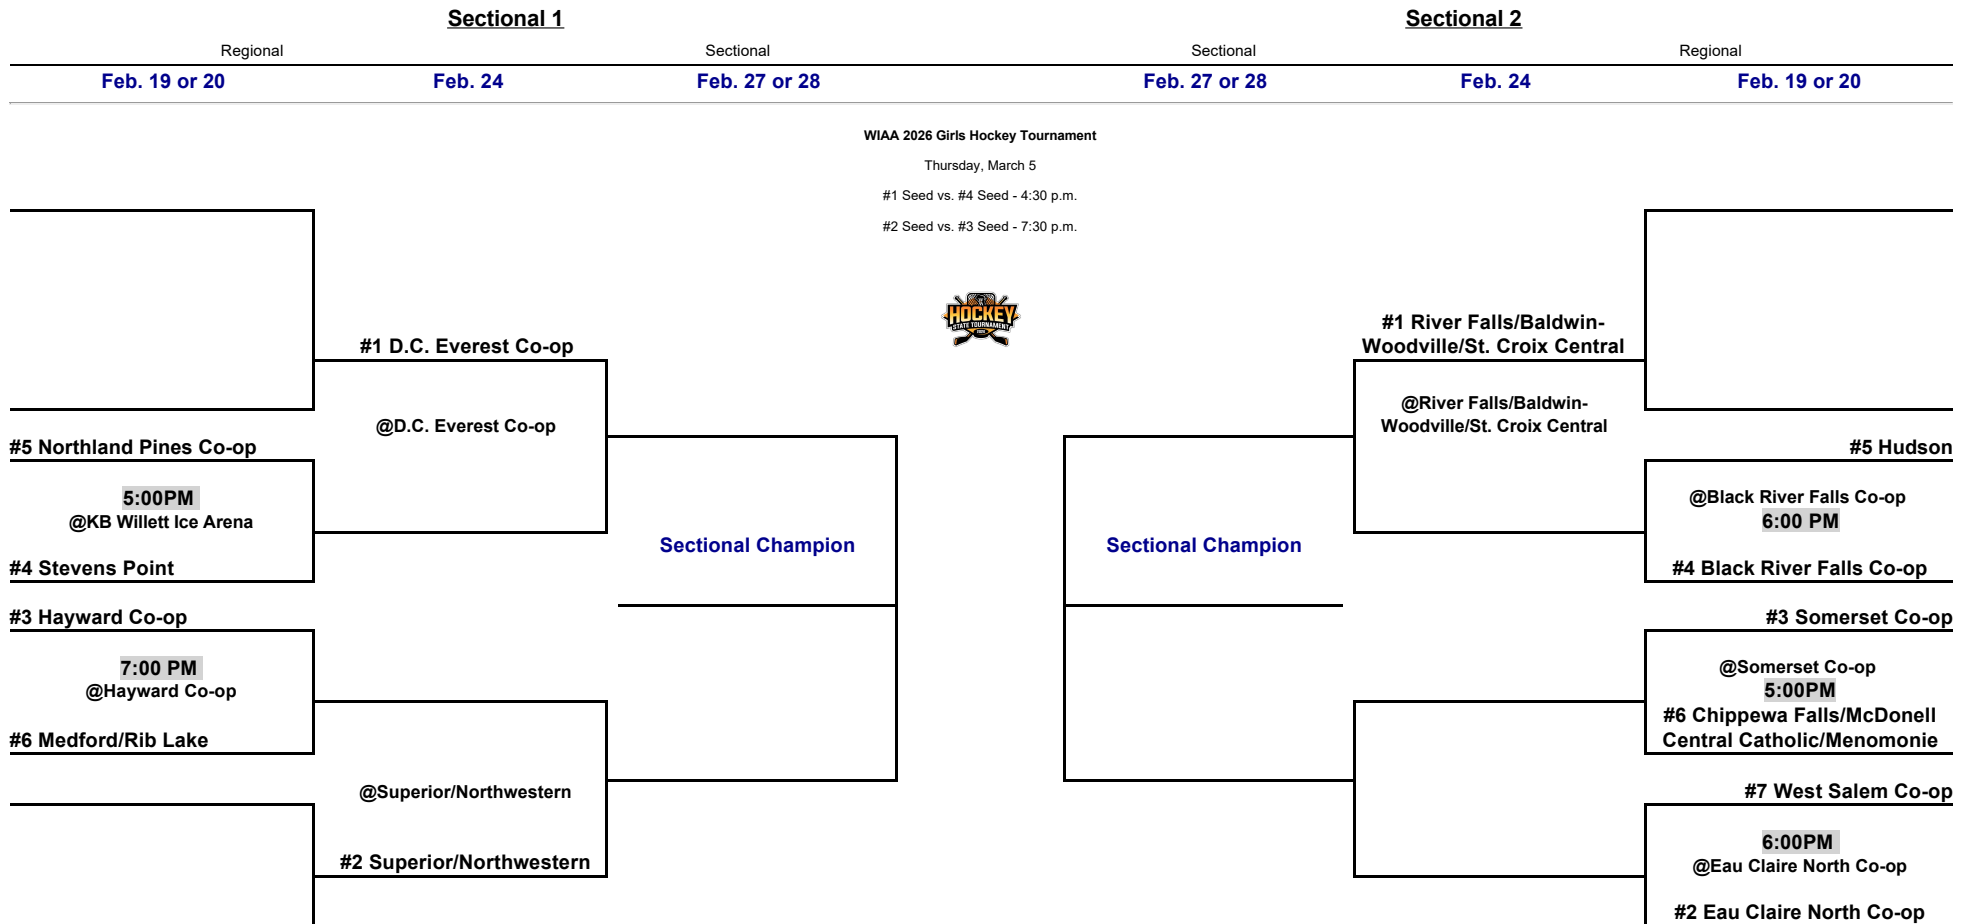 Sectional 1
Sectional 2
Regional
Sectional
Sectional
Regional
Feb. 19 or 20
Feb. 24
Feb. 27 or 28
Feb. 27 or 28
Feb. 24
Feb. 19 or 20
WIAA 2026 Girls Hockey Tournament
Thursday, March 5
#1 Seed vs. #4 Seed - 4:30 p.m.
#2 Seed vs. #3 Seed - 7:30 p.m.
HOCKEY
STATE TOURNAMENT
#1 D.C. Everest Co-op
@D.C. Everest Co-op
#5 Northland Pines Co-op
5:00PM
@KB Willett Ice Arena
#4 Stevens Point
Sectional Champion
#3 Hayward Co-op
7:00 PM
@Hayward Co-op
#6 Medford/Rib Lake
@Superior/Northwestern
#2 Superior/Northwestern
#1 River Falls/Baldwin-
Woodville/St. Croix Central
@River Falls/Baldwin-
Woodville/St. Croix Central
#5 Hudson
@Black River Falls Co-op
6:00 PM
#4 Black River Falls Co-op
Sectional Champion
#3 Somerset Co-op
@Somerset Co-op
5:00PM
#6 Chippewa Falls/McDonell
Central Catholic/Menomonie
#7 West Salem Co-op
6:00PM
@Eau Claire North Co-op
#2 Eau Claire North Co-op